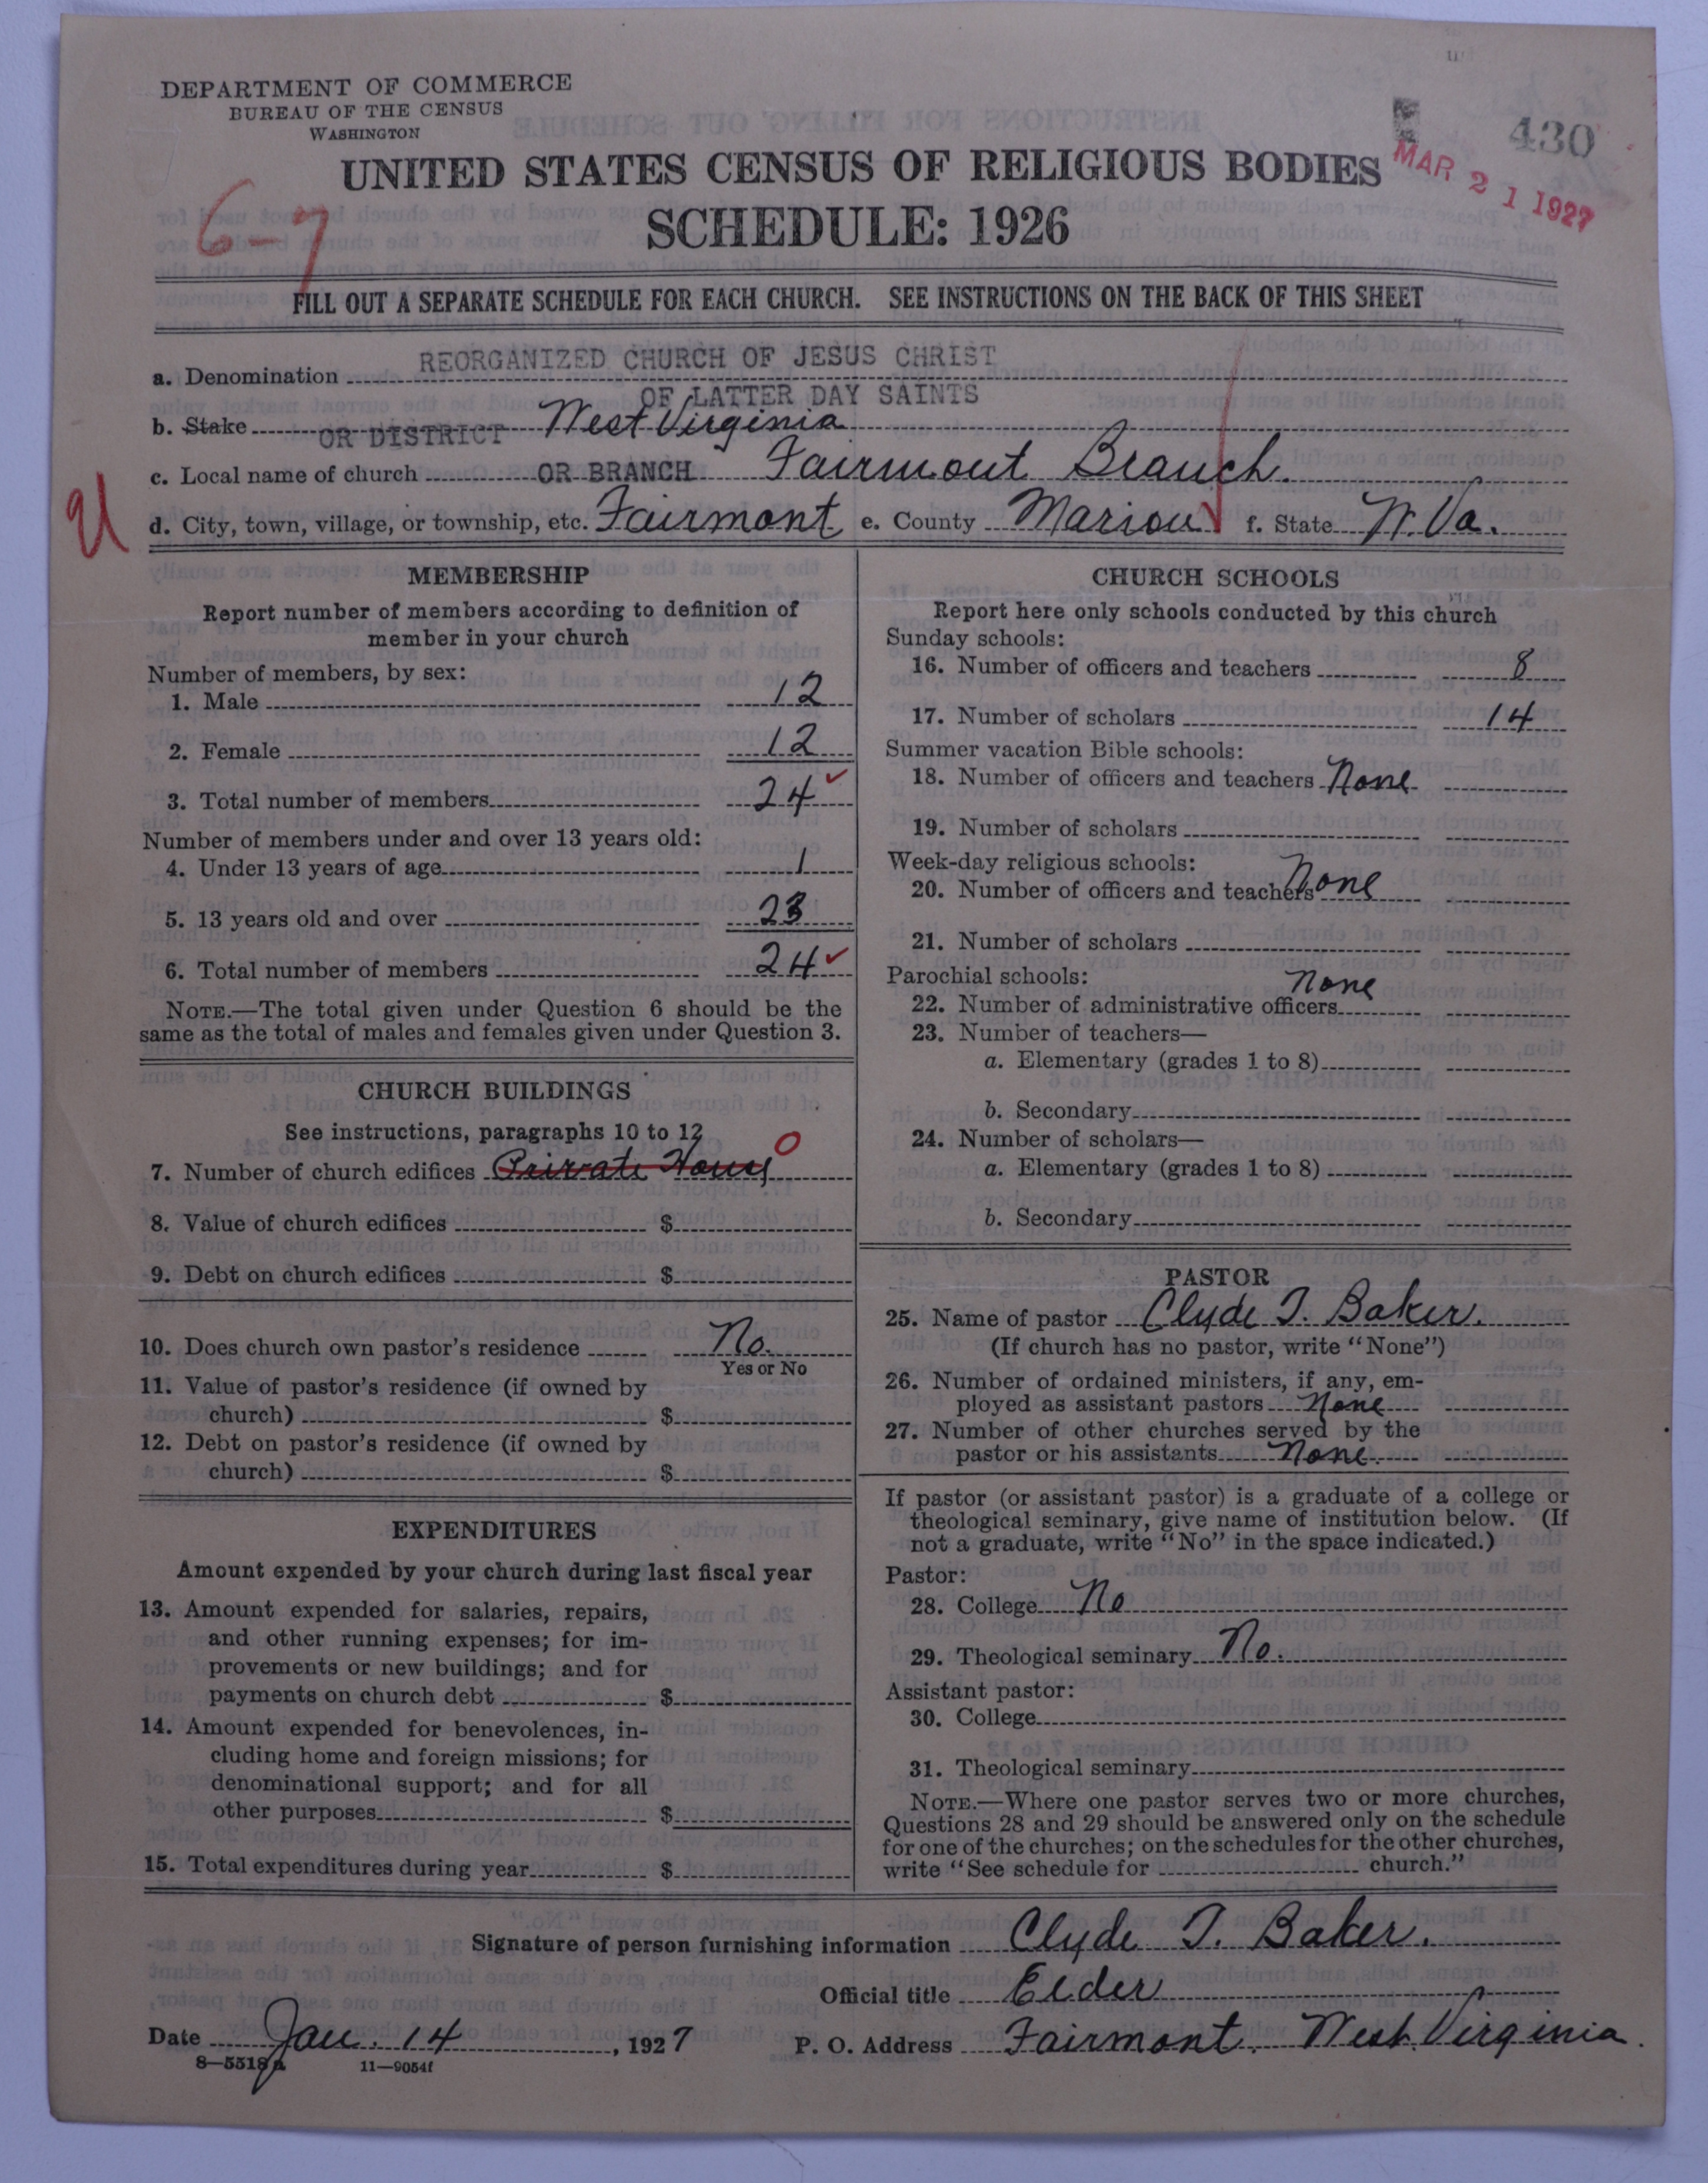 DEPARTMENT OF COMMERCE
BUREAU OF THE CENSUS
WASHINGTON
430
MAR 21 1927
UNITED STATES CENSUS OF RELIGIOUS BODIES
SCHEDULE: 1926
6-7
FILL OUT A SEPARATE SCHEDULE FOR EACH CHURCH. SEE INSTRUCTIONS ON THE BACK OF THIS SHEET
a. Denomination REORGANIZED CHURCH OF JESUS CHRIST
OF LATTER DAY SAINTS
b. Stake OR DISTRICT West Virginia
c. Local name of church OR BRANCH Fairmont Branch.
d. City, town, village, or township, etc. Fairmont e. County Marion f. State W. Va.
MEMBERSHIP
Report number of members according to definition of
member in your church
Number of members, by sex:
1. Male 12
2. Female 12
3. Total number of members 24 ✓
Number of members under and over 13 years old:
4. Under 13 years of age 1
5. 13 years old and over 23
6. Total number of members 24 ✓
NOTE.—The total given under Question 6 should be the
same as the total of males and females given under Question 3.
CHURCH BUILDINGS
See instructions, paragraphs 10 to 12
7. Number of church edifices Private Homes 0
8. Value of church edifices $
9. Debt on church edifices $
10. Does church own pastor's residence No.
Yes or No
11. Value of pastor's residence (if owned by
church) $
12. Debt on pastor's residence (if owned by
church) $
EXPENDITURES
Amount expended by your church during last fiscal year
13. Amount expended for salaries, repairs,
and other running expenses; for im-
provements or new buildings; and for
payments on church debt $
14. Amount expended for benevolences, in-
cluding home and foreign missions; for
denominational support; and for all
other purposes $
15. Total expenditures during year $
CHURCH SCHOOLS
Report here only schools conducted by this church
Sunday schools:
16. Number of officers and teachers 8
17. Number of scholars 14
Summer vacation Bible schools:
18. Number of officers and teachers None
19. Number of scholars
Week-day religious schools:
20. Number of officers and teachers None
21. Number of scholars
Parochial schools:
22. Number of administrative officers None
23. Number of teachers—
a. Elementary (grades 1 to 8)
b. Secondary
24. Number of scholars—
a. Elementary (grades 1 to 8)
b. Secondary
PASTOR
25. Name of pastor Clyde T. Baker.
(If church has no pastor, write "None")
26. Number of ordained ministers, if any, em-
ployed as assistant pastors None
27. Number of other churches served by the
pastor or his assistants None.
If pastor (or assistant pastor) is a graduate of a college or
theological seminary, give name of institution below. (If
not a graduate, write "No" in the space indicated.)
Pastor:
28. College No
29. Theological seminary No.
Assistant pastor:
30. College
31. Theological seminary
NOTE.—Where one pastor serves two or more churches,
Questions 28 and 29 should be answered only on the schedule
for one of the churches; on the schedules for the other churches,
write "See schedule for church."
Signature of person furnishing information Clyde T. Baker.
Official title Elder
Date Jan. 14, 1927 P. O. Address Fairmont, West Virginia.
8—5518a 11—9054f